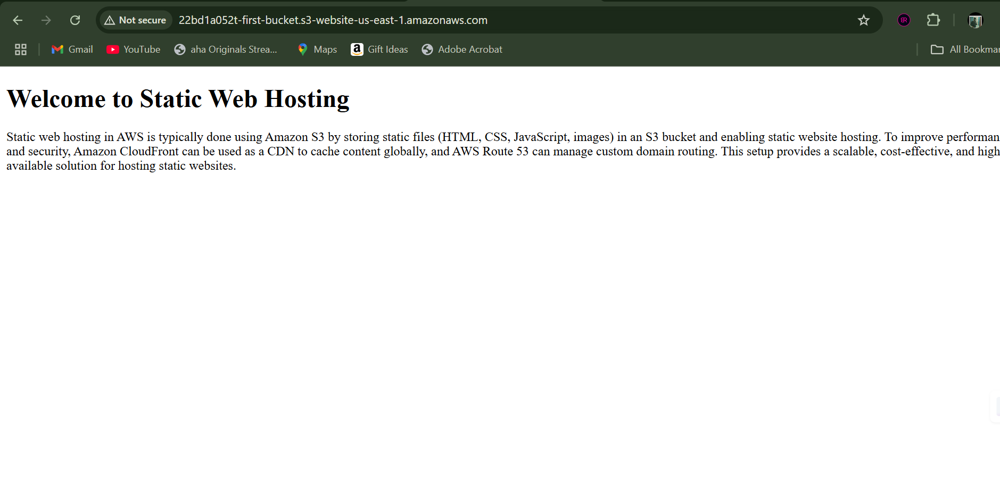 Not secure 22bd1a052t-first-bucket.s3-website-us-east-1.amazonaws.com
Gmail YouTube aha Originals Strea... Maps Gift Ideas Adobe Acrobat All Bookmar
Welcome to Static Web Hosting
Static web hosting in AWS is typically done using Amazon S3 by storing static files (HTML, CSS, JavaScript, images) in an S3 bucket and enabling static website hosting. To improve performan
and security, Amazon CloudFront can be used as a CDN to cache content globally, and AWS Route 53 can manage custom domain routing. This setup provides a scalable, cost-effective, and high
available solution for hosting static websites.